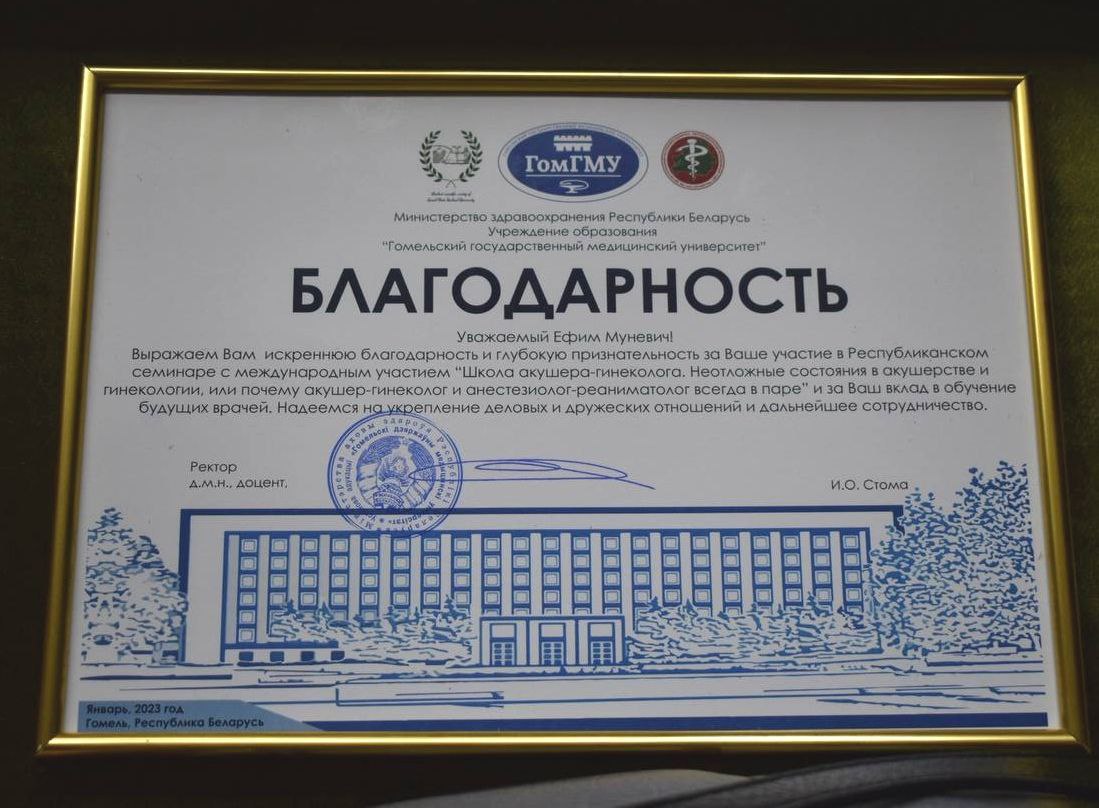 ГомГМУ
Министерство здравоохранения Республики Беларусь
Учреждение образования
“Гомельский государственный медицинский университет”
БЛАГОДАРНОСТЬ
Уважаемый Ефим Муневич!
Выражаем Вам искреннюю благодарность и глубокую признательность за Ваше участие в Республиканском
семинаре с международным участием “Школа акушера-гинеколога. Неотложные состояния в акушерстве и
гинекологии, или почему акушер-гинеколог и анестезиолог-реаниматолог всегда в паре” и за Ваш вклад в обучение
будущих врачей. Надеемся на укрепление деловых и дружеских отношений и дальнейшее сотрудничество.
Ректор
д.м.н., доцент,
И.О. Стома
Январь, 2023 год
Гомель, Республика Беларусь